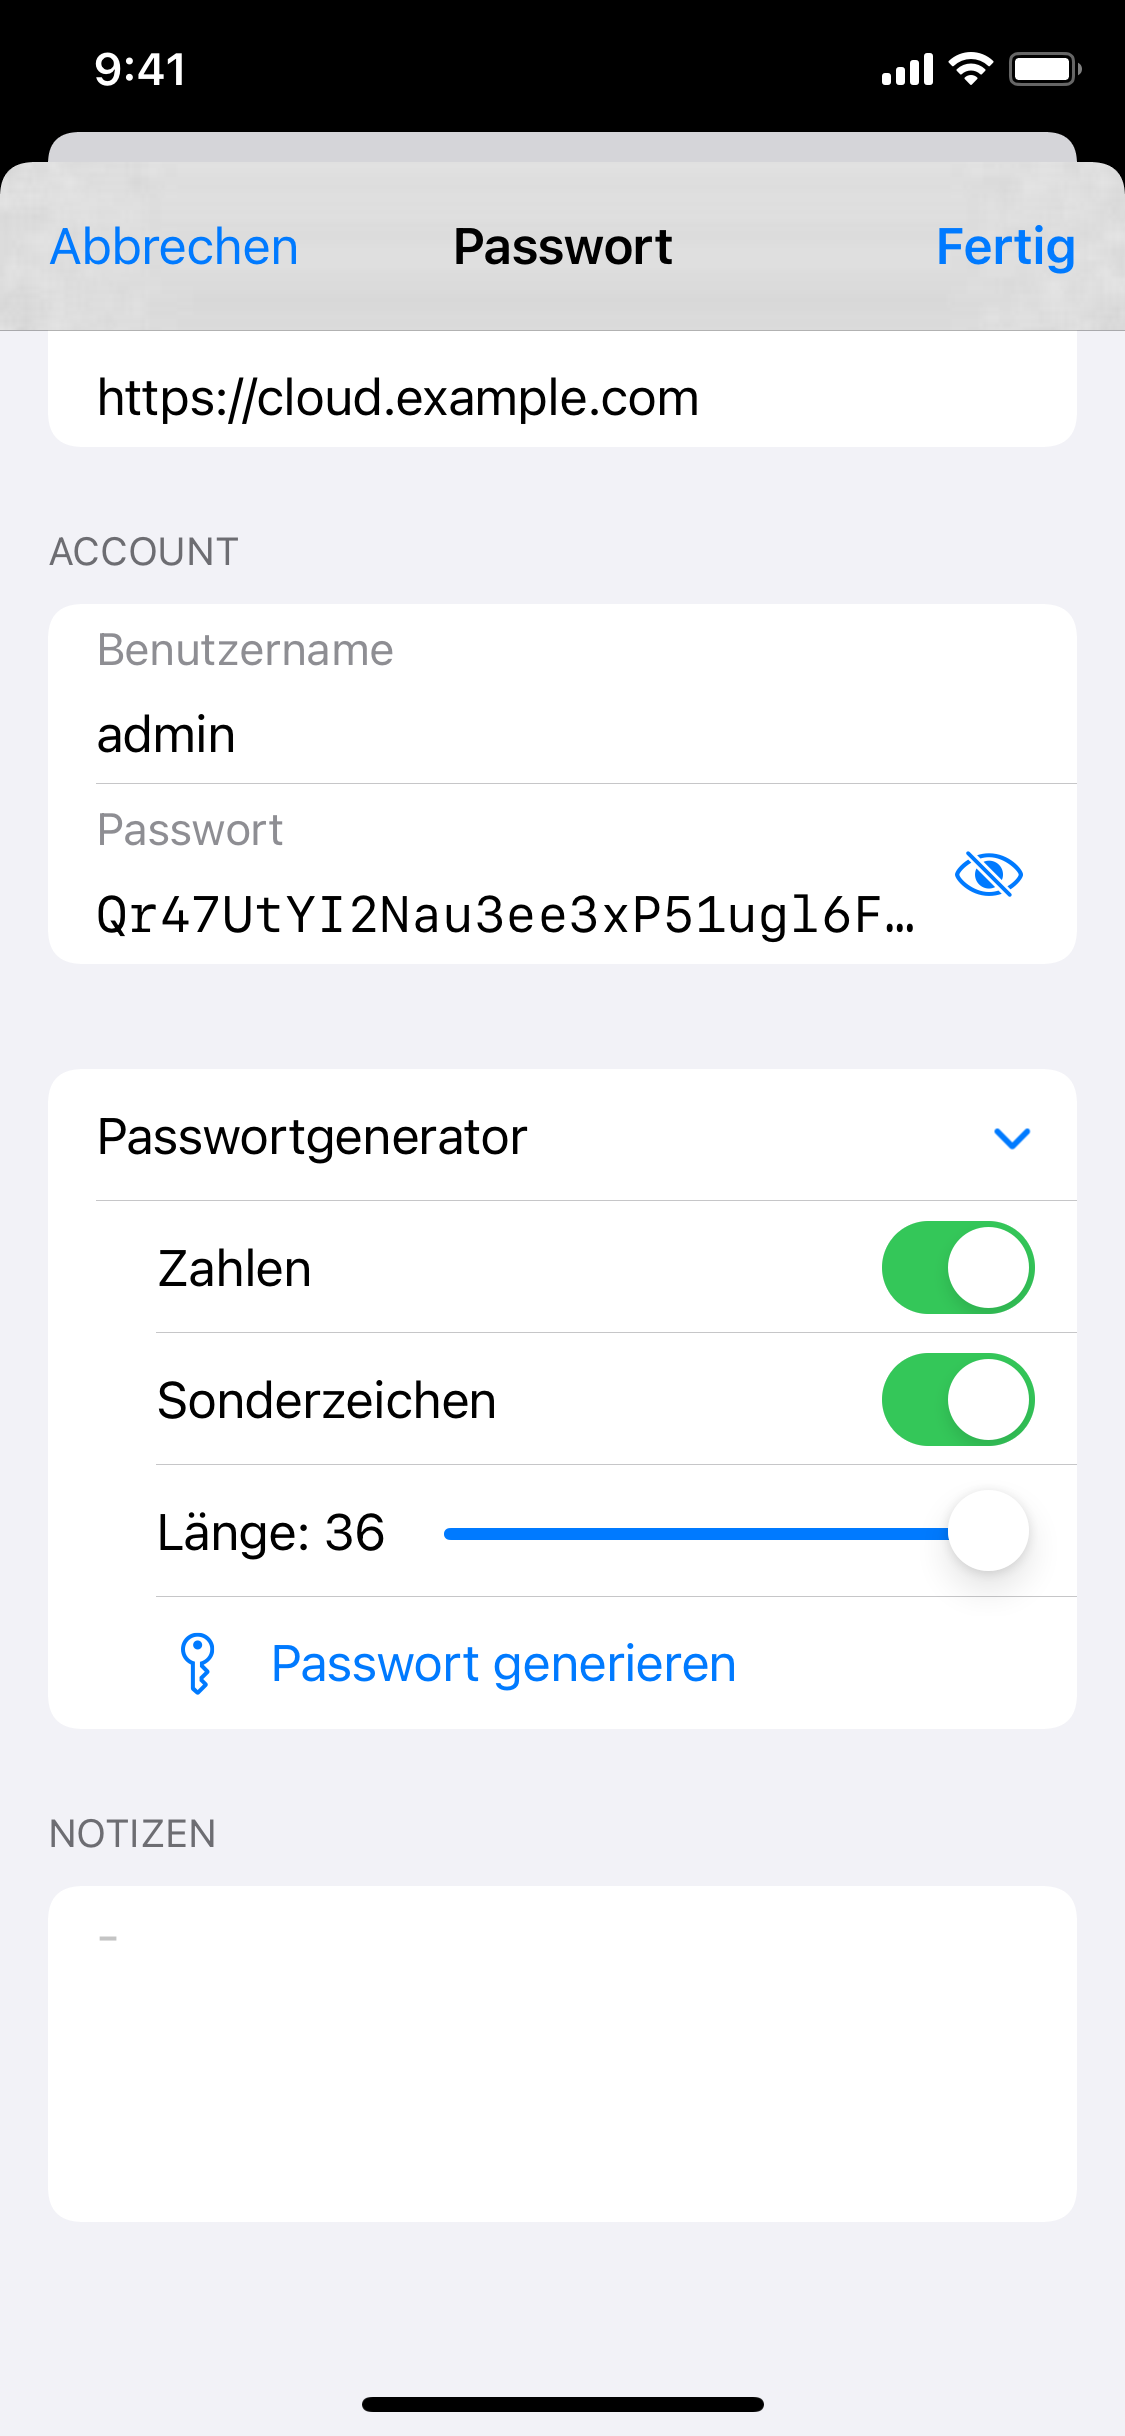 9:41
Abbrechen Passwort Fertig
https://cloud.example.com
ACCOUNT
Benutzername
admin
Passwort
Qr47UtYI2Nau3ee3xP51ugl6F…
Passwortgenerator
Zahlen
Sonderzeichen
Länge: 36
Passwort generieren
NOTIZEN
-